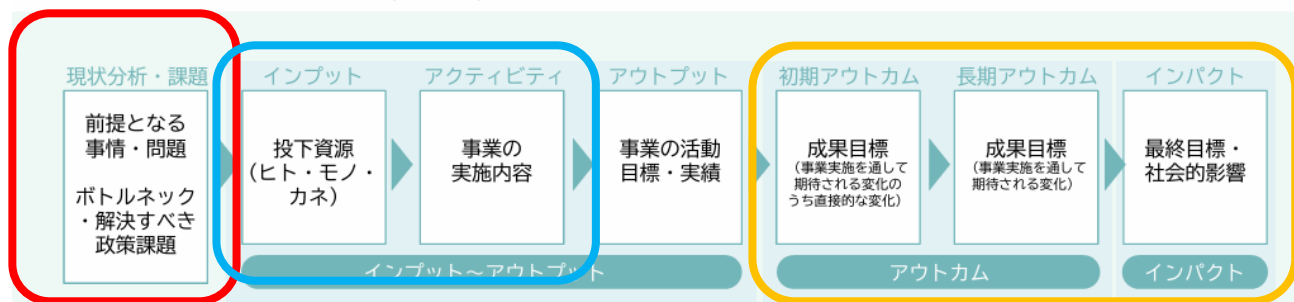 現状分析・課題
インプット
アクティビティ
アウトプット
初期アウトカム
長期アウトカム
インパクト
前提となる
事情・問題
ボトルネック
・解決すべき
政策課題
投下資源
(ヒト・モノ・
カネ)
事業の
実施内容
事業の活動
目標・実績
成果目標
(事業実施を通して
期待される変化の
うち直接的な変化)
成果目標
(事業実施を通して
期待される変化)
最終目標・
社会的影響
インプット～アウトプット
アウトカム
インパクト